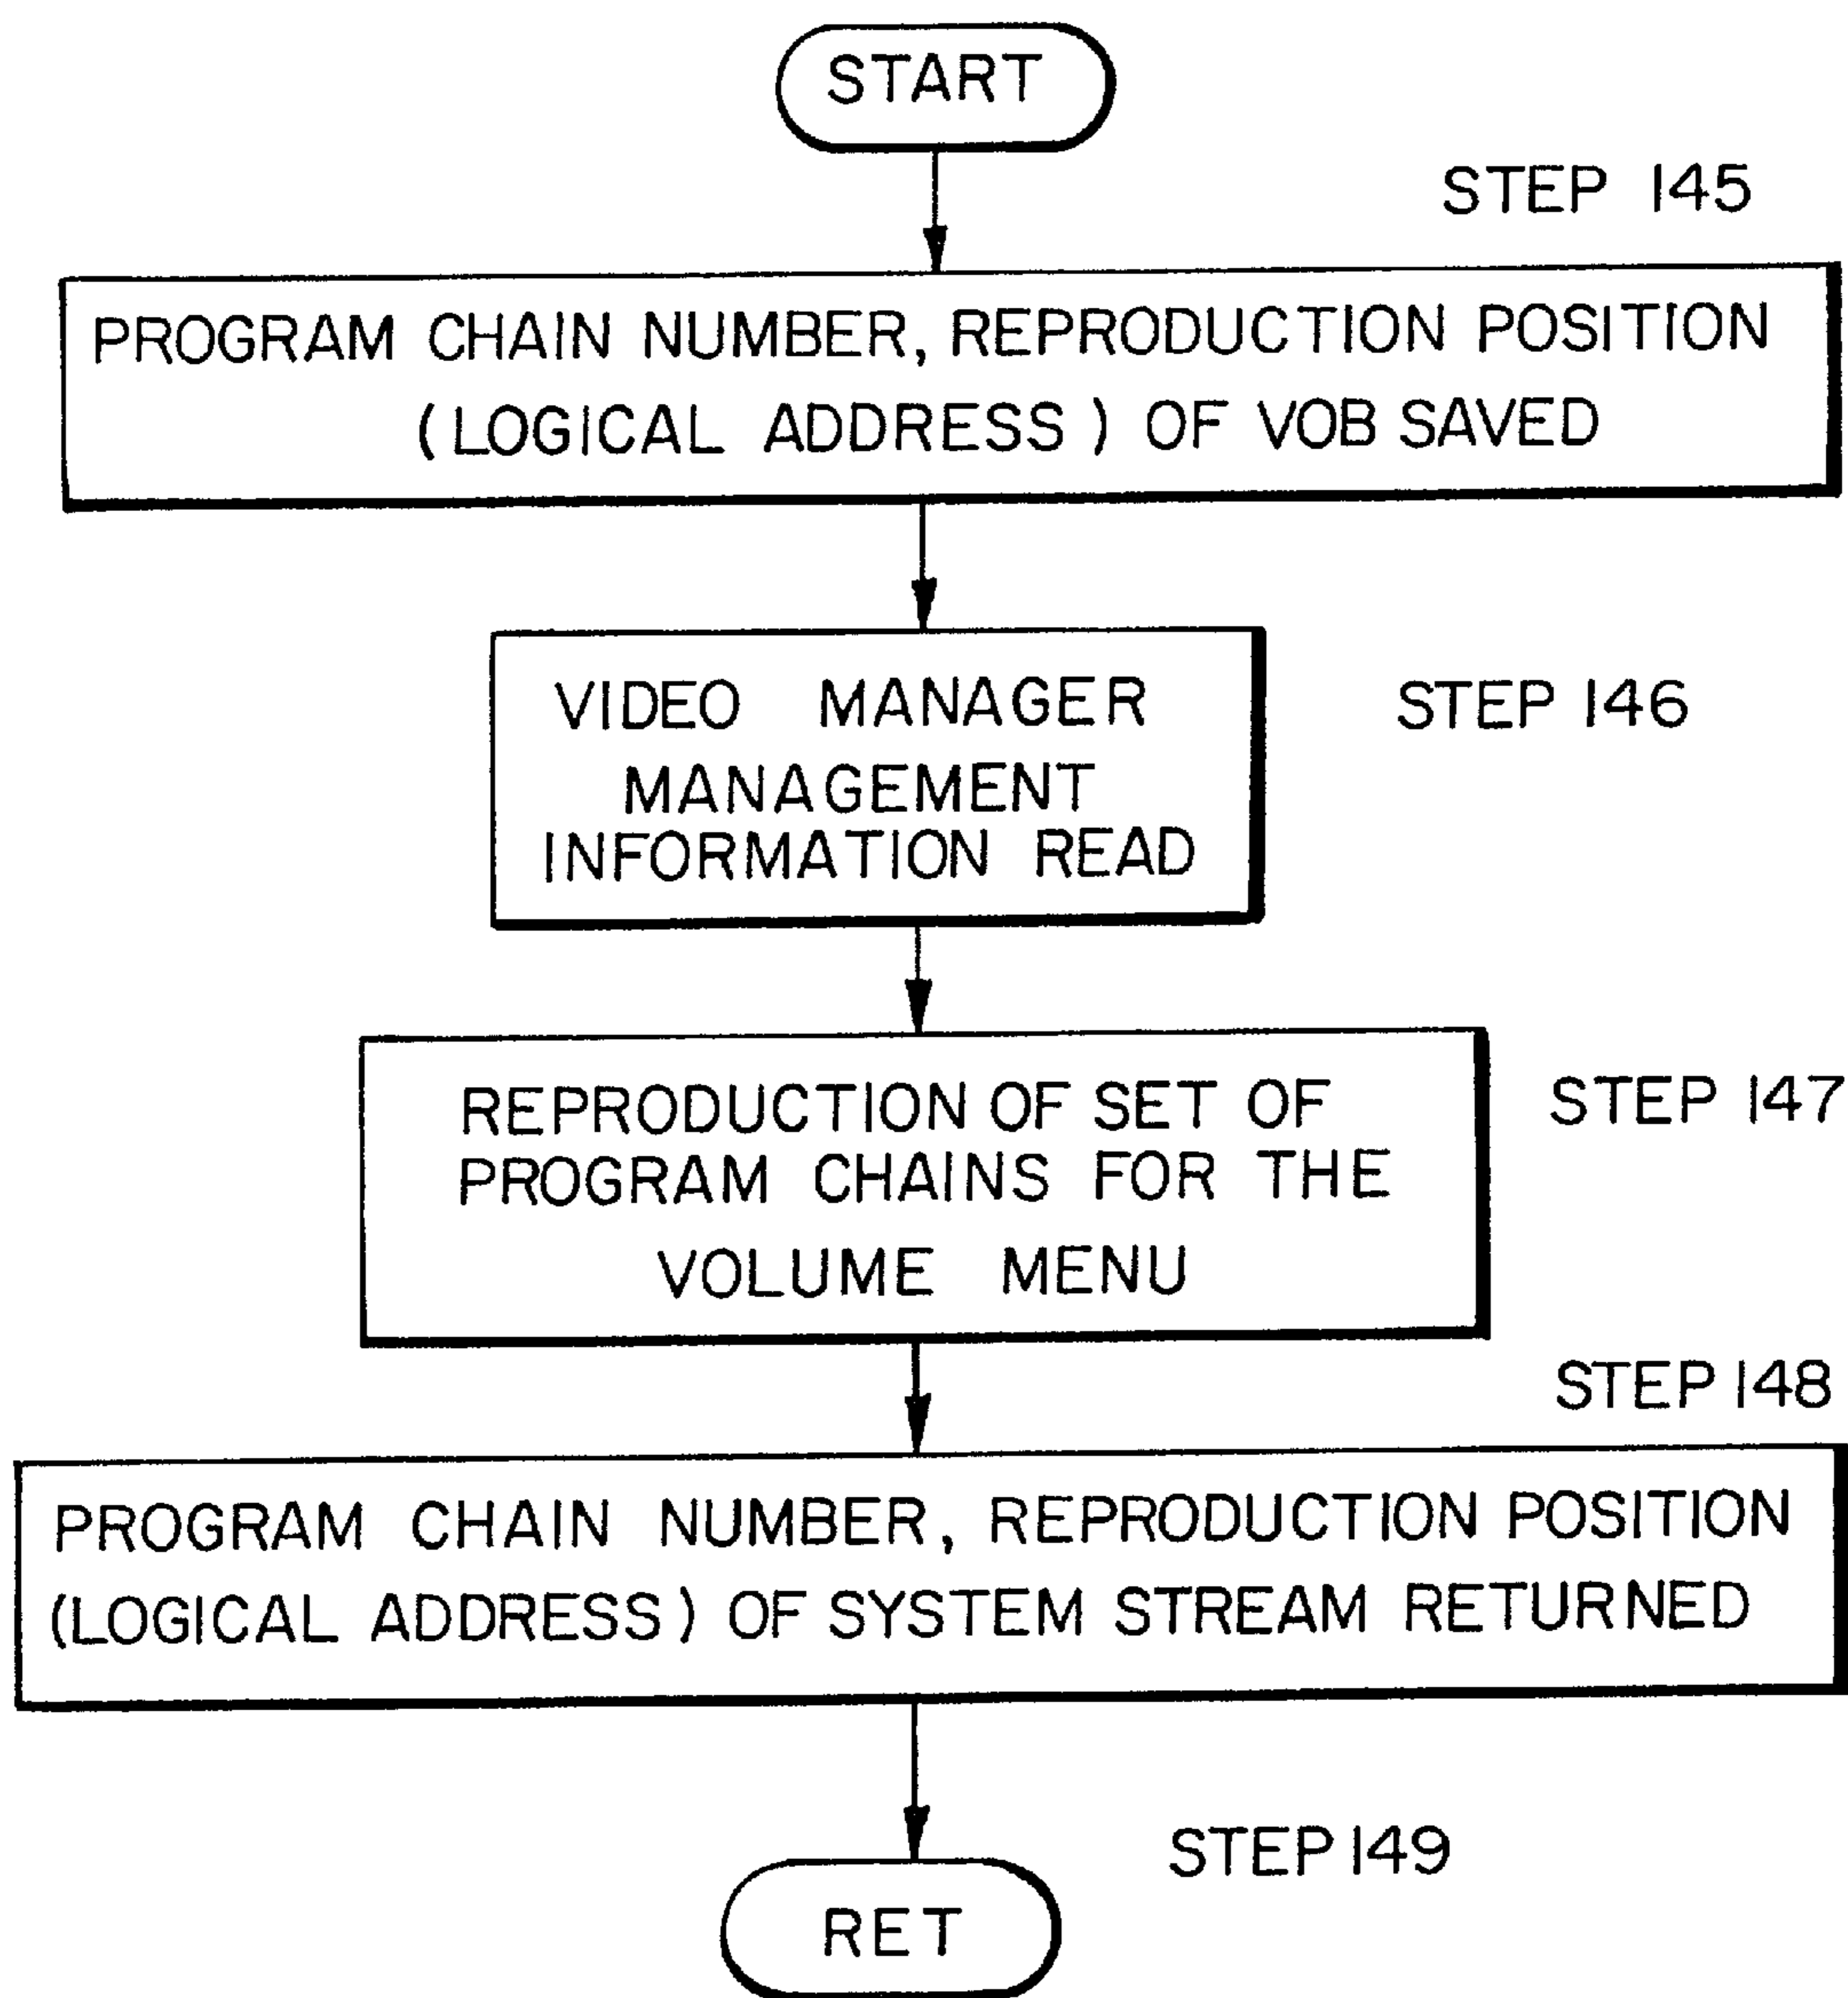 START
STEP 145
PROGRAM CHAIN NUMBER, REPRODUCTION POSITION
(LOGICAL ADDRESS) OF VOB SAVED
VIDEO MANAGER
MANAGEMENT
INFORMATION READ
STEP 146
REPRODUCTION OF SET OF
PROGRAM CHAINS FOR THE
VOLUME MENU
STEP 147
STEP 148
PROGRAM CHAIN NUMBER, REPRODUCTION POSITION
(LOGICAL ADDRESS) OF SYSTEM STREAM RETURNED
STEP 149
RET